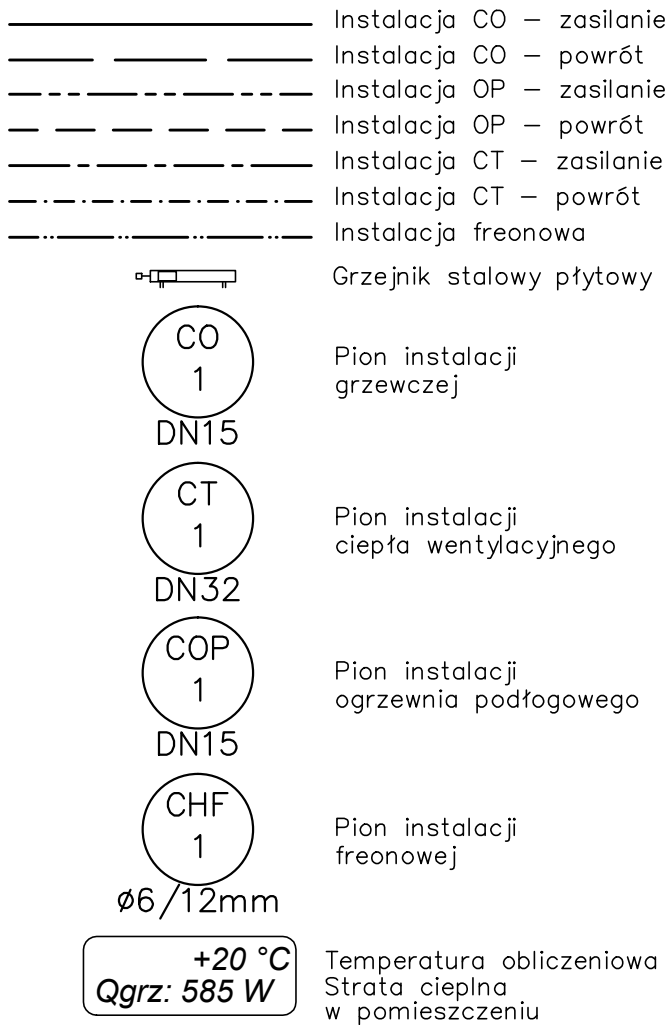 Instalacja CO – zasilanie
Instalacja CO – powrót
Instalacja OP – zasilanie
Instalacja OP – powrót
Instalacja CT – zasilanie
Instalacja CT – powrót
Instalacja freonowa
Grzejnik stalowy płytowy
CO
1
DN15
Pion instalacji
grzewczej
CT
1
DN32
Pion instalacji
ciepła wentylacyjnego
COP
1
DN15
Pion instalacji
ogrzewnia podłogowego
CHF
1
ø6/12mm
Pion instalacji
freonowej
+20 °C
Qgrz: 585 W
Temperatura obliczeniowa
Strata cieplna
w pomieszczeniu